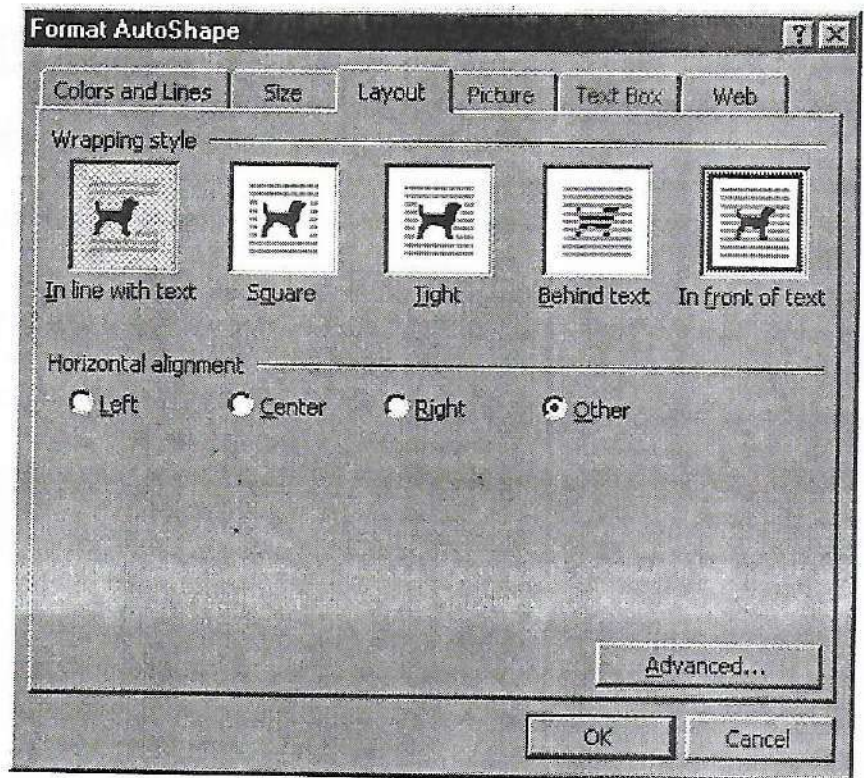 Format AutoShape
Colors and Lines Size Layout Picture Text Box Web
Wrapping style
In line with text Square Tight Behind text In front of text
Horizontal alignment
Left Center Right Other
Advanced...
OK Cancel